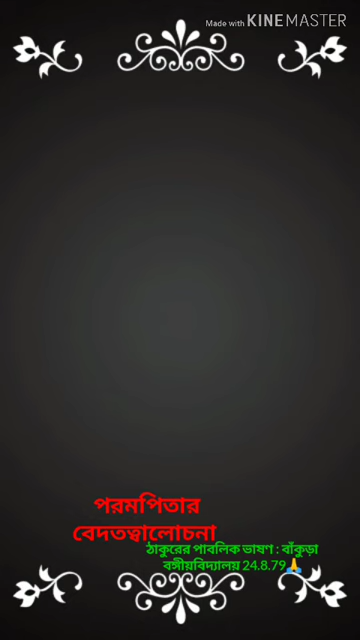 Made with KINEMASTER
পরমপিতার
বেদতত্বালোচনা
ঠাকুরের পাবলিক ভাষণ : বাঁকুড়া
বঙ্গীয়বিদ্যালয় 24.8.79🙏